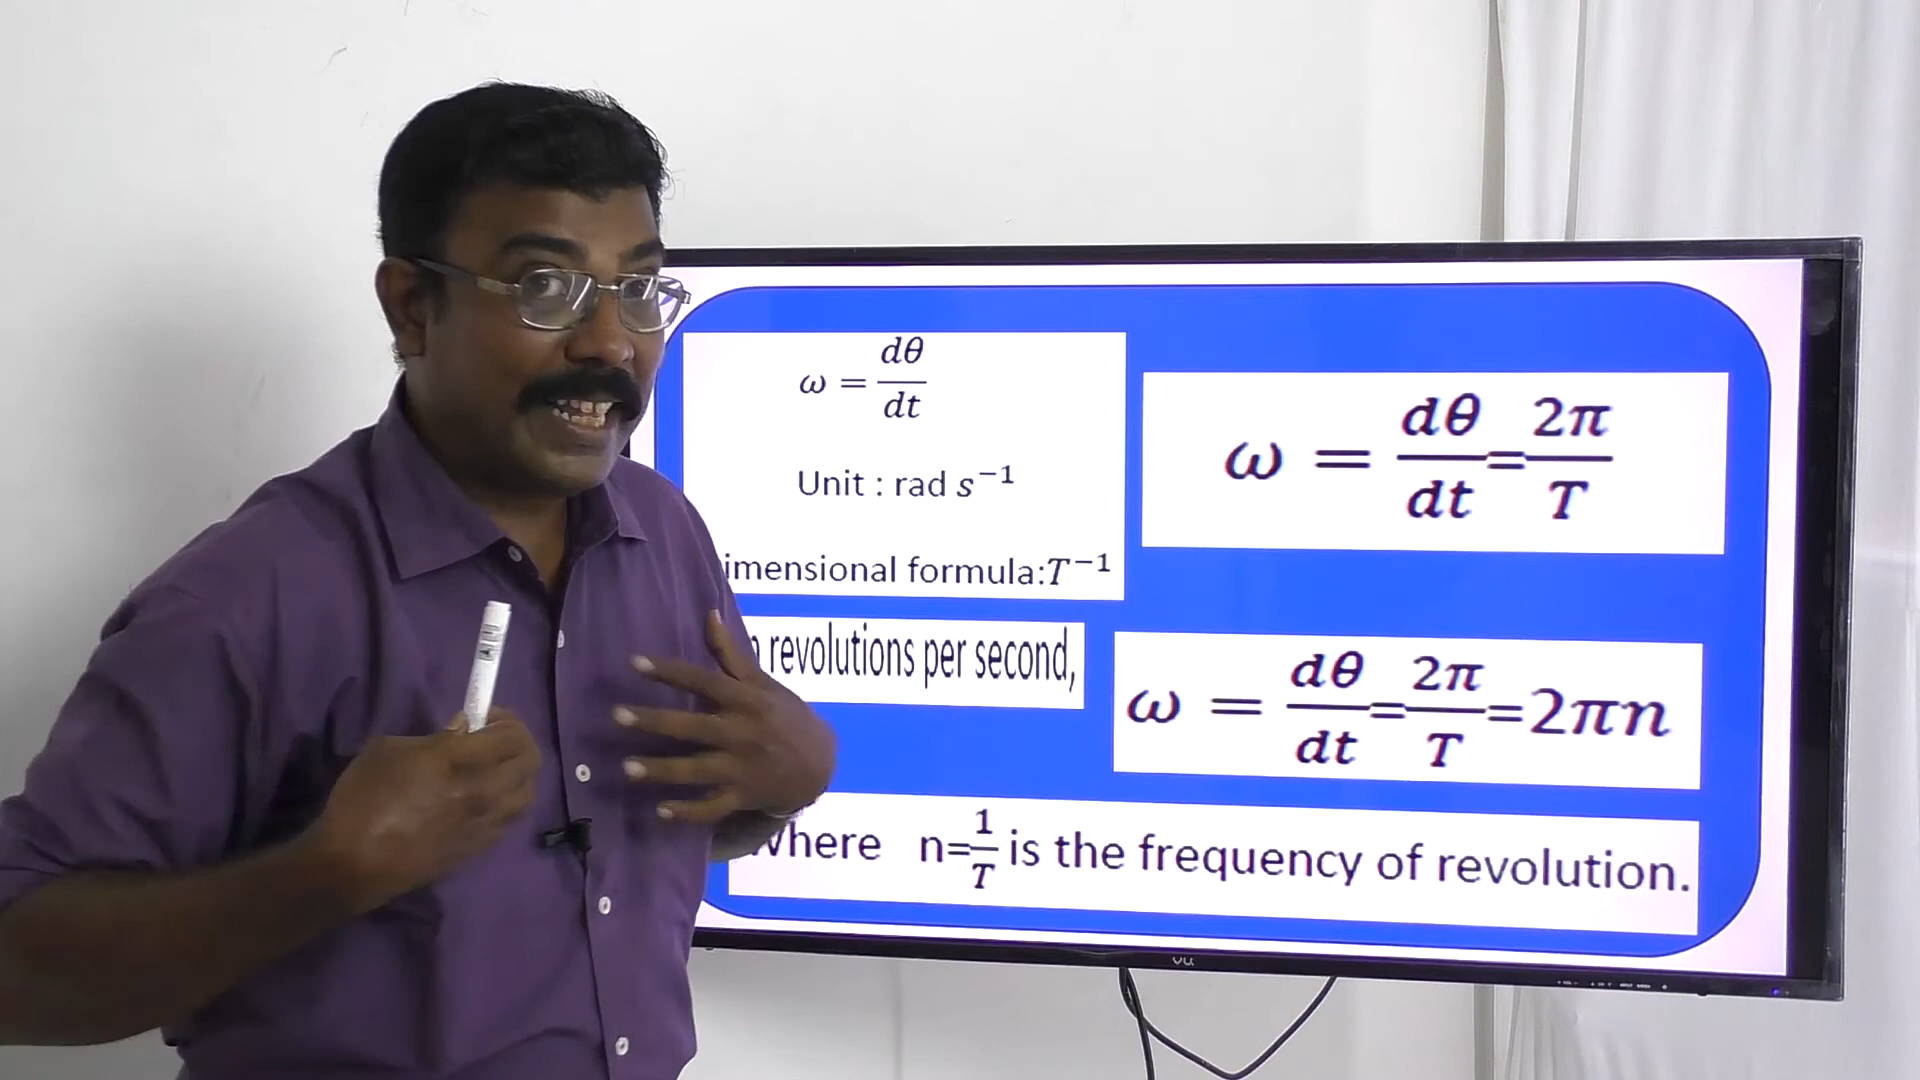 ω = dθ/dt
Unit : rad s⁻¹
imensional formula:T⁻¹
revolutions per second,
ω = dθ/dt=2π/T
ω = dθ/dt=2π/T=2πn
Where n=1/T is the frequency of revolution.